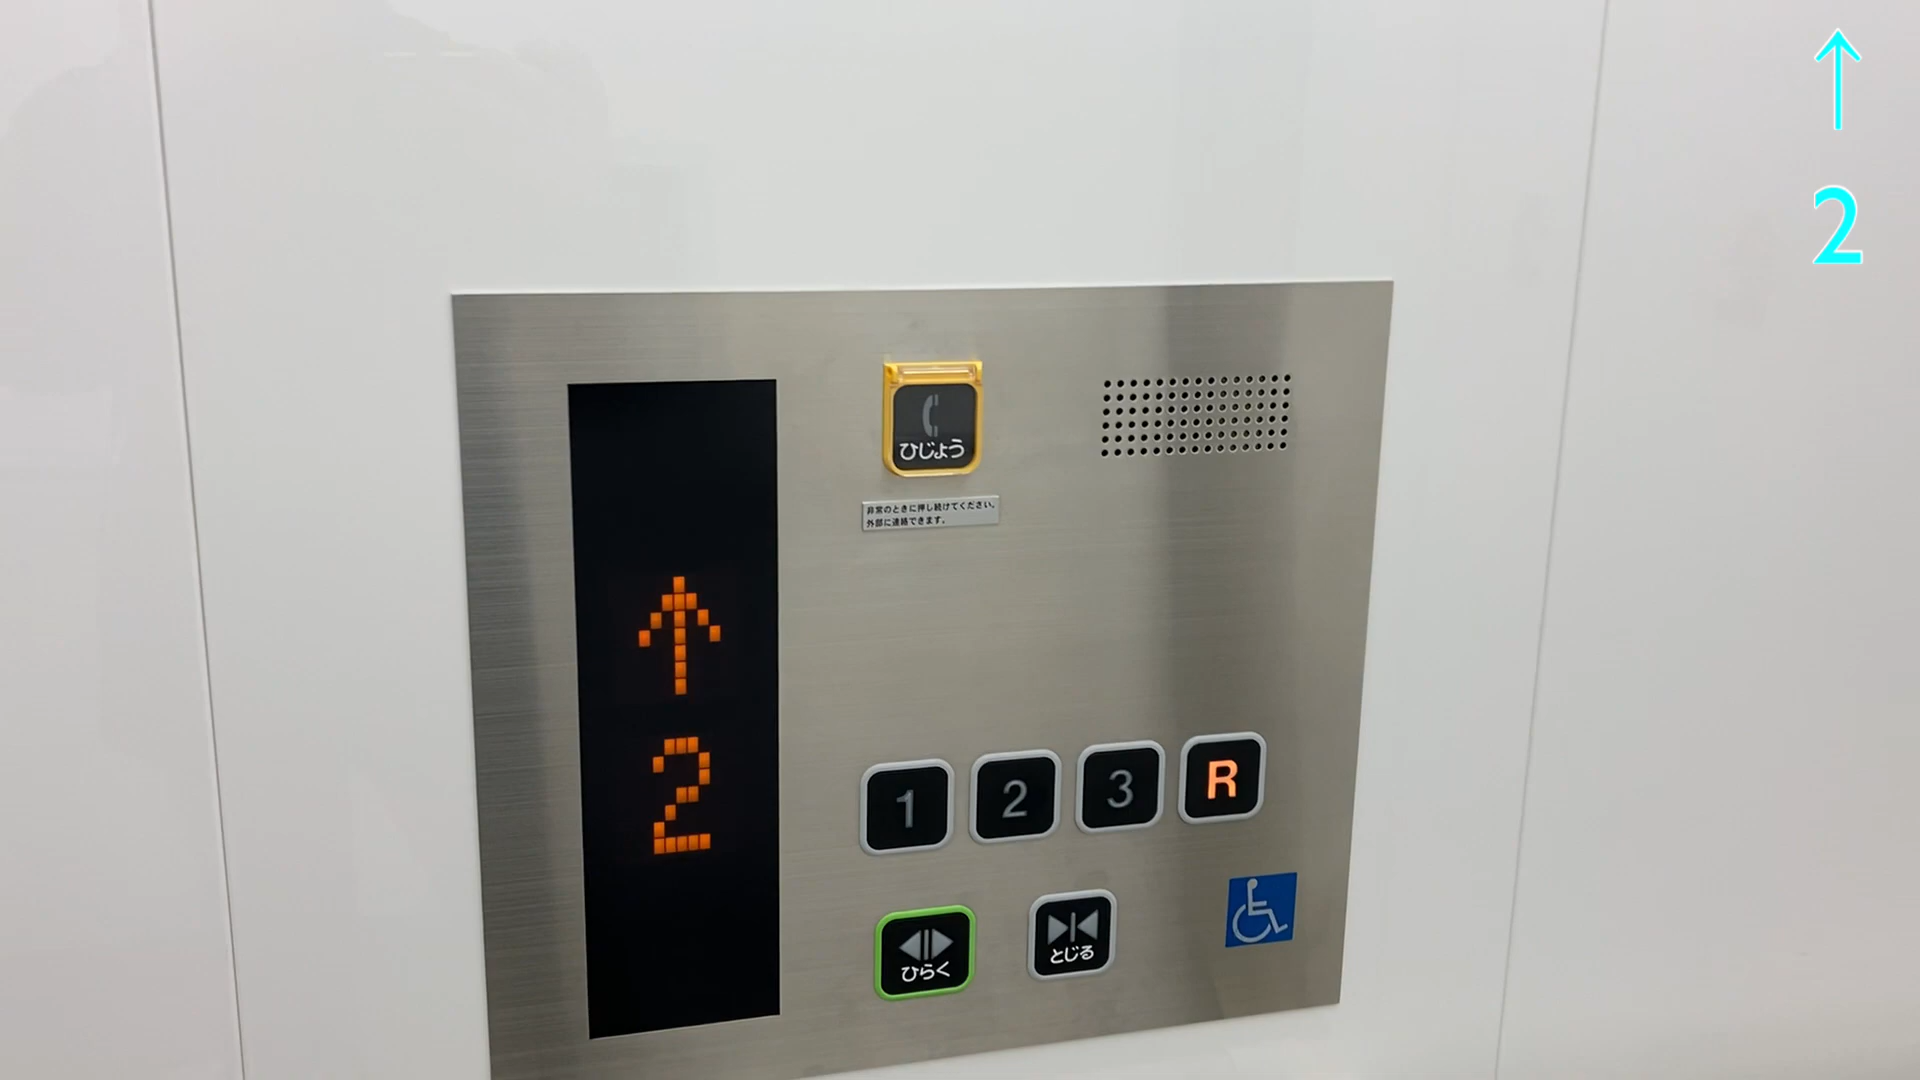 ↑
2
ひじょう
非常のときに押し続けてください。
外部に連絡できます。
↑
2
1 2 3 R
ひらく とじる